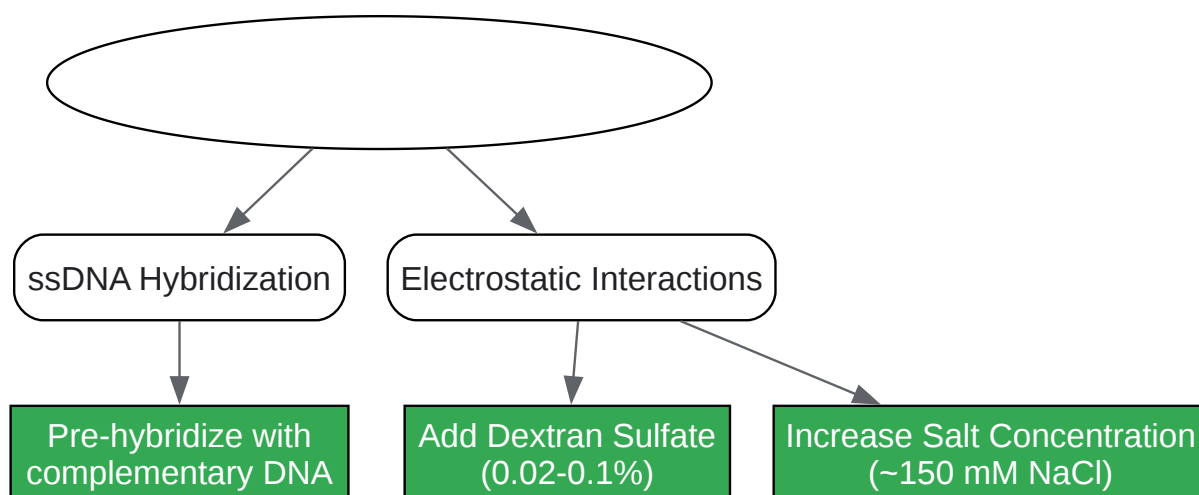 ssDNA Hybridization
Electrostatic Interactions
Pre-hybridize with
complementary DNA
Add Dextran Sulfate
(0.02-0.1%)
Increase Salt Concentration
(~150 mM NaCl)